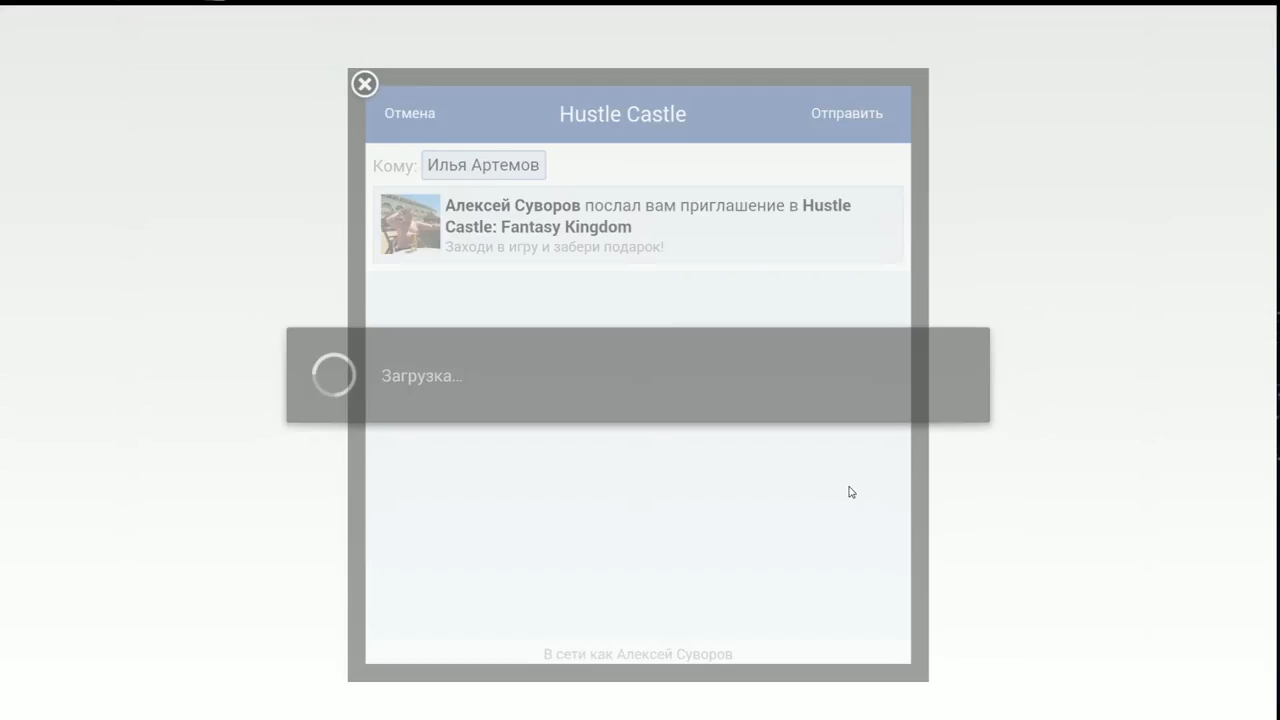 Отмена Hustle Castle Отправить
Кому: Илья Артемов
Алексей Суворов послал вам приглашение в Hustle
Castle: Fantasy Kingdom
Заходи в игру и забери подарок!
Загрузка...
В сети как Алексей Суворов